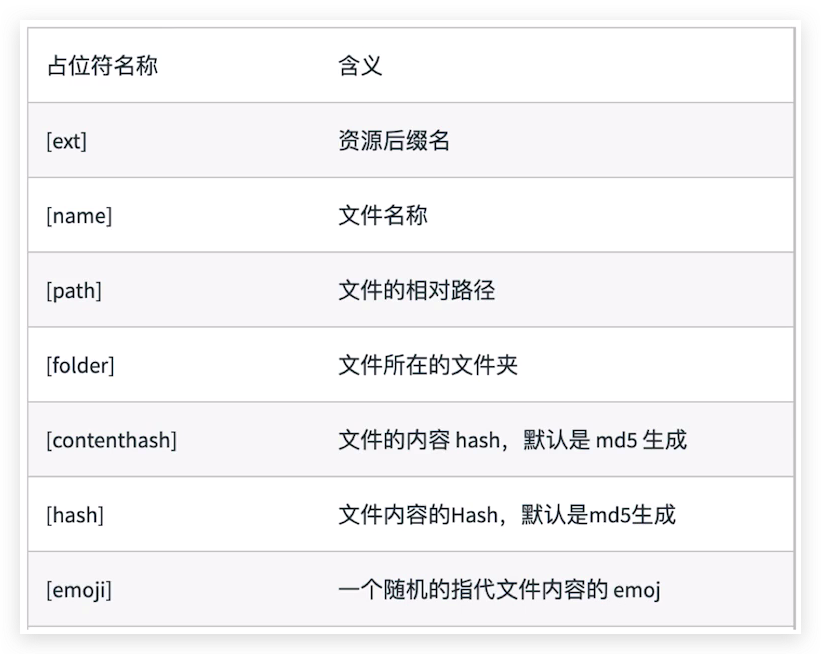 占位符名称 含义
[ext] 资源后缀名
[name] 文件名称
[path] 文件的相对路径
[folder] 文件所在的文件夹
[contenthash] 文件的内容 hash，默认是 md5 生成
[hash] 文件内容的Hash，默认是md5生成
[emoji] 一个随机的指代文件内容的 emoj